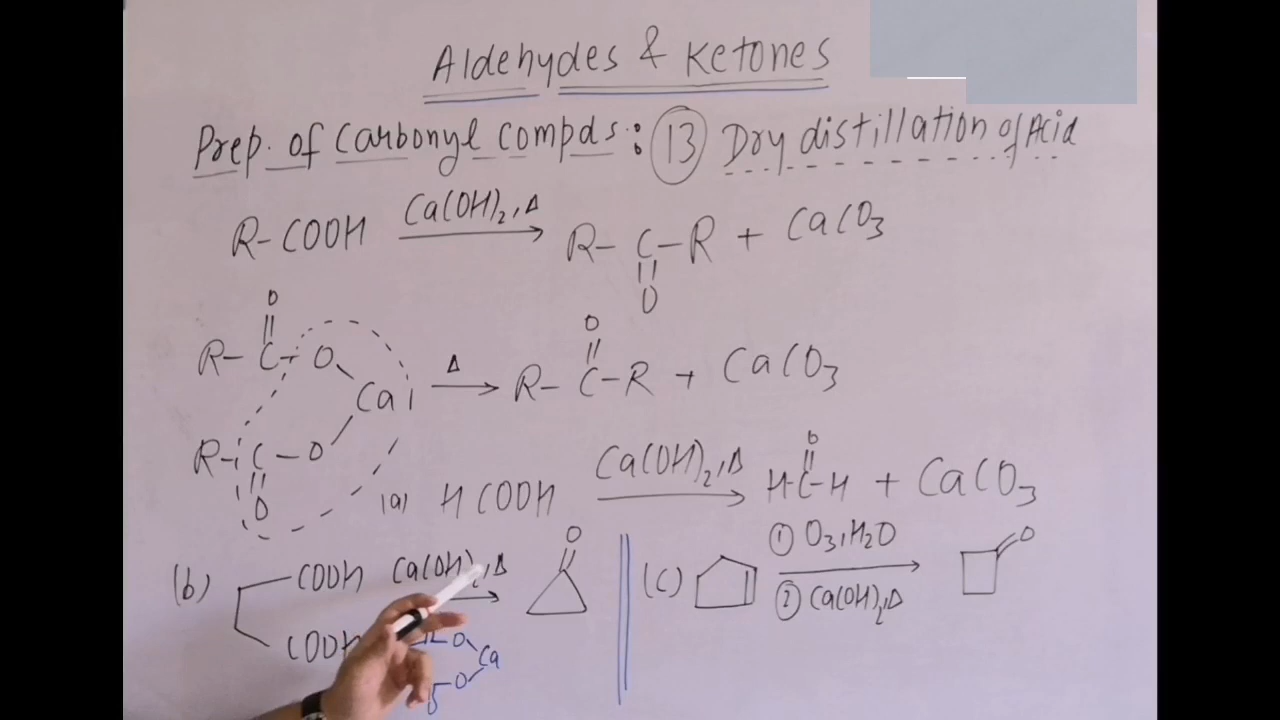 Aldehydes & Ketones
Prep. of Carbonyl Compds: (13) Dry distillation of Acid
R-COOH Ca(OH)2, Δ R-C-R + CaCO3
O
O O
R-C-O Ca Δ R-C-R + CaCO3
R-C-O
O
(a) HCOOH Ca(OH)2, Δ H-C-H + CaCO3
O
(b) COOH Ca(OH)2, Δ O
COOH
O Ca
O
(c) ① O3, H2O O
② Ca(OH)2, Δ